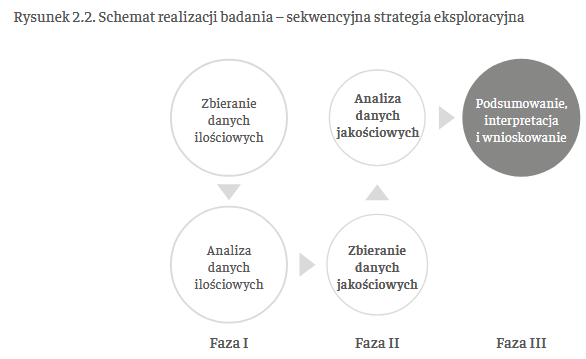 Rysunek 2.2. Schemat realizacji badania – sekwencyjna strategia eksploracyjna
Zbieranie
danych
ilościowych
Analiza
danych
ilościowych
Zbieranie
danych
jakościowych
Analiza
danych
jakościowych
Podsumowanie,
interpretacja
i wnioskowanie
Faza I
Faza II
Faza III